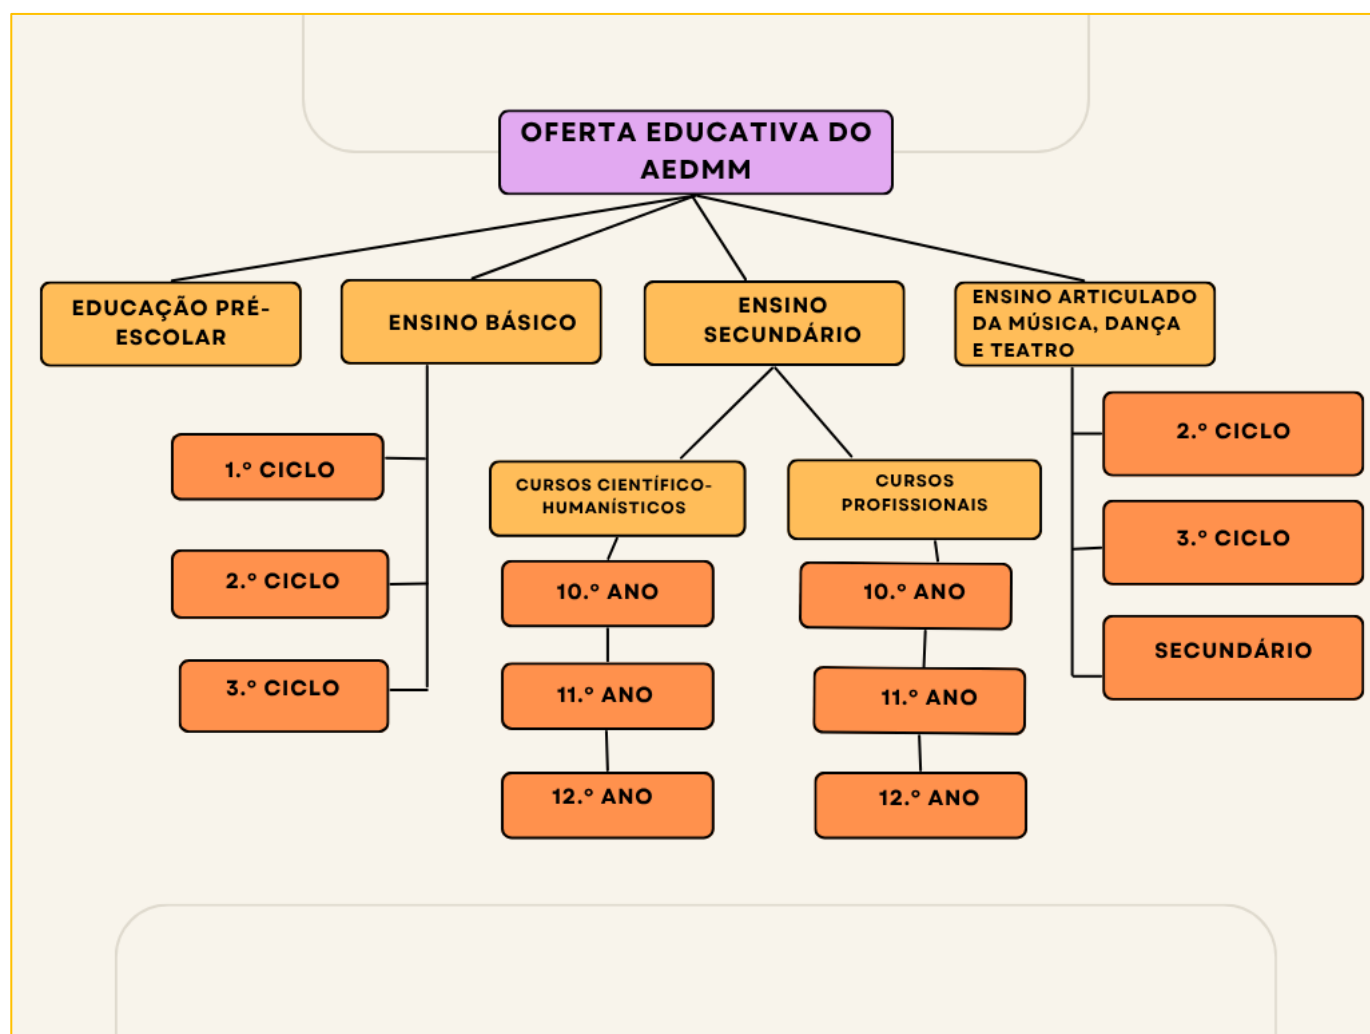 OFERTA EDUCATIVA DO
AEDMM
EDUCAÇÃO PRÉ-
ESCOLAR
ENSINO BÁSICO
ENSINO
SECUNDÁRIO
ENSINO ARTICULADO
DA MÚSICA, DANÇA
E TEATRO
1.º CICLO
2.º CICLO
3.º CICLO
CURSOS CIENTÍFICO-
HUMANÍSTICOS
10.º ANO
11.º ANO
12.º ANO
CURSOS
PROFISSIONAIS
10.º ANO
11.º ANO
12.º ANO
2.º CICLO
3.º CICLO
SECUNDÁRIO